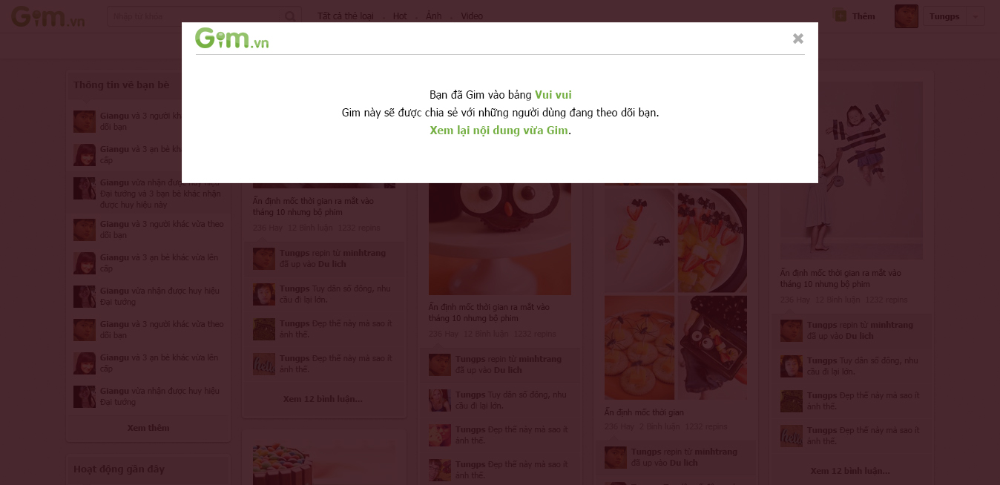 Gim.vn
Nhập từ khóa
Tất cả thể loại
Hot
Ảnh
Video
Thêm
Tungps
Gim.vn
Bạn đã Gim vào bảng Vui vui
Gim này sẽ được chia sẻ với những người dùng đang theo dõi bạn.
Xem lại nội dung vừa Gim.
Thông tin về bạn bè
Giangu và 3 người
dõi bạn
Giangu và 3 ạn bè
cấp
Giangu vừa nhận được huy hiệu
Đại tướng và 3 bạn bè khác nhận
được huy hiệu này
Giangu và 3 người khác vừa theo
dõi bạn
Giangu và 3 ạn bè khác vừa lên
cấp
Giangu vừa nhận được huy hiệu
Đại tướng
Giangu và 3 người khác vừa theo
dõi bạn
Giangu và 3 ạn bè khác vừa lên
cấp
Giangu vừa nhận được huy hiệu
Đại tướng
Xem thêm
Hoạt động gần đây
Ấn định mốc thời gian ra mắt vào
tháng 10 nhưng bộ phim
236 Hay 12 Bình luận 1232 repins
Tungps repin từ minhtrang
đã up vào Du lich
Tungps Tuy dân số đông, nhu
cầu đi lại lớn.
Tungps Đẹp thế này mà sao ít
ảnh thế.
Tungps Đẹp thế này mà sao ít
ảnh thế.
Xem 12 bình luận...
Ấn định mốc thời gian ra mắt vào
tháng 10 nhưng bộ phim
236 Hay 12 Bình luận 1232 repins
Tungps repin từ minhtrang
đã up vào Du lich
Tungps Tuy dân số đông, nhu
cầu đi lại lớn.
Tungps Đẹp thế này mà sao ít
ảnh thế.
Tungps Đẹp thế này mà sao ít
ảnh thế.
Ấn định mốc thời gian
236 Hay 2 Bình luận 1232 repins
Tungps repin từ minhtrang
đã up vào Du lich
Ấn định mốc thời gian ra mắt vào
tháng 10 nhưng bộ phim
236 Hay 12 Bình luận 1232 repins
Tungps repin từ minhtrang
đã up vào Du lich
Tungps Tuy dân số đông, nhu
cầu đi lại lớn.
Tungps Đẹp thế này mà sao ít
ảnh thế.
Tungps Đẹp thế này mà sao ít
ảnh thế.
Xem 12 bình luận...